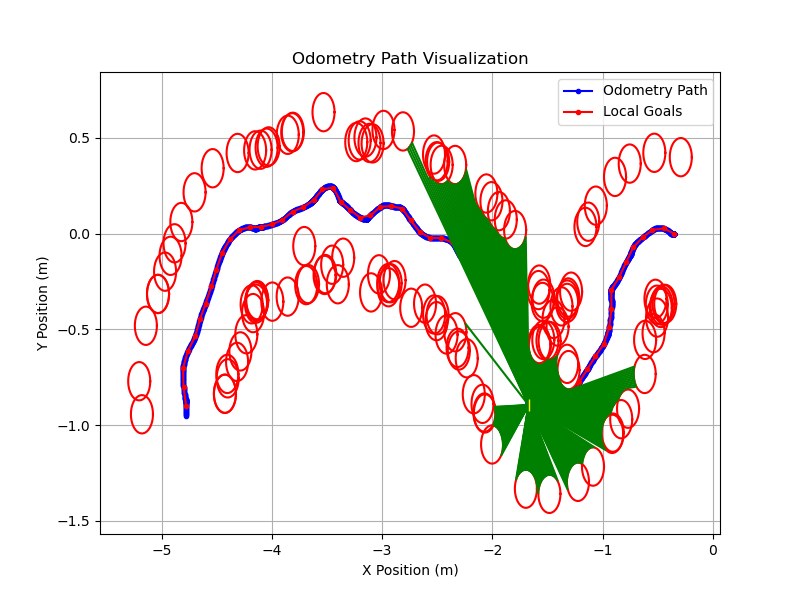 Odometry Path Visualization
Odometry Path
Local Goals
Y Position (m)
0.5
0.0
−0.5
−1.0
−1.5
−5 −4 −3 −2 −1 0
X Position (m)